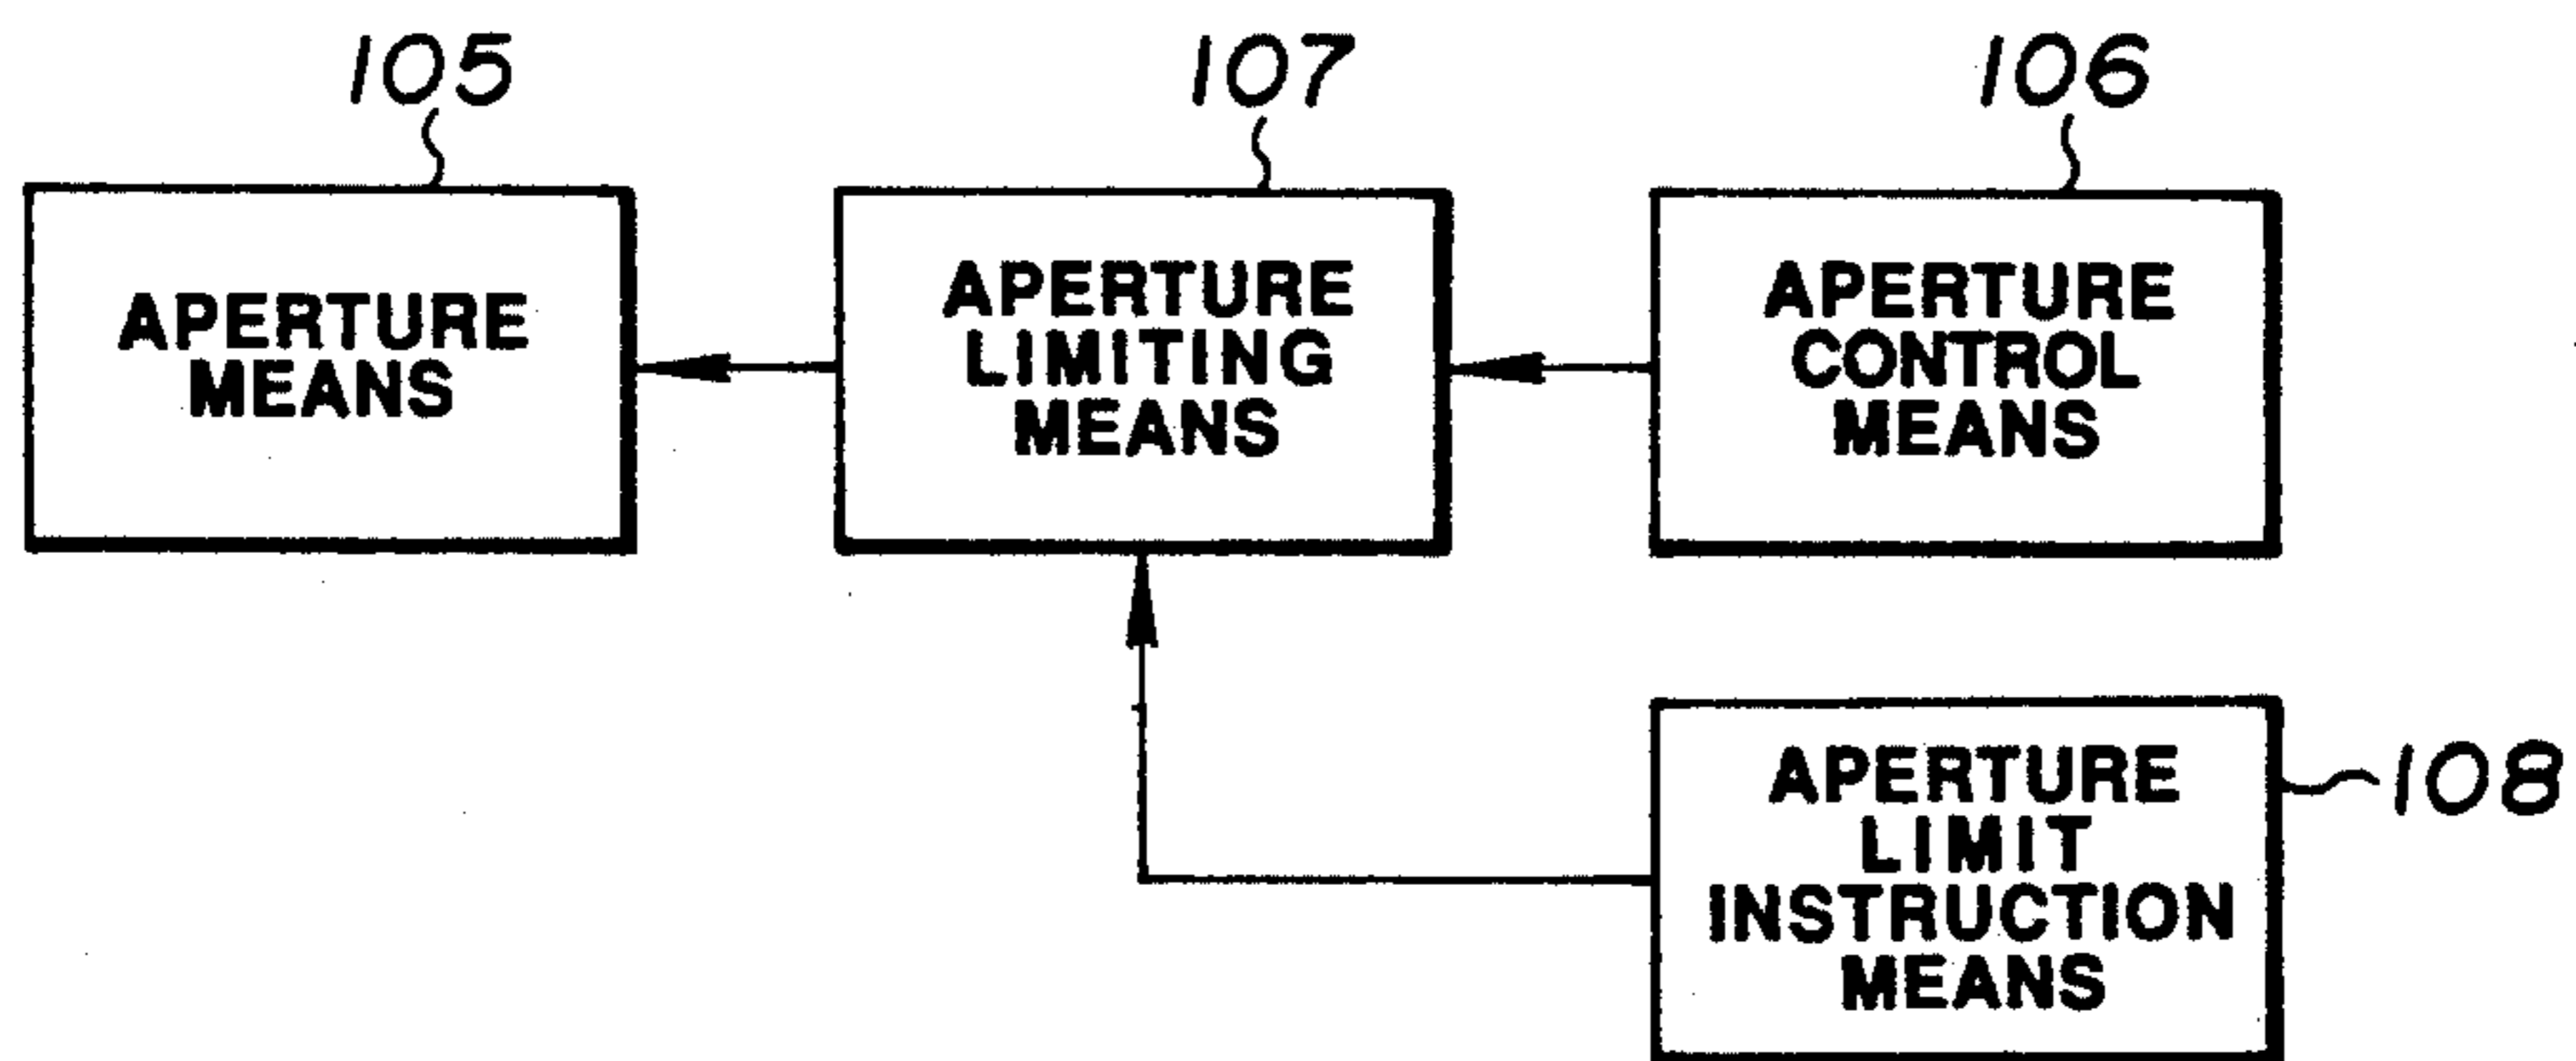 105
107
106
APERTURE
MEANS
APERTURE
LIMITING
MEANS
APERTURE
CONTROL
MEANS
APERTURE
LIMIT
INSTRUCTION
MEANS
108